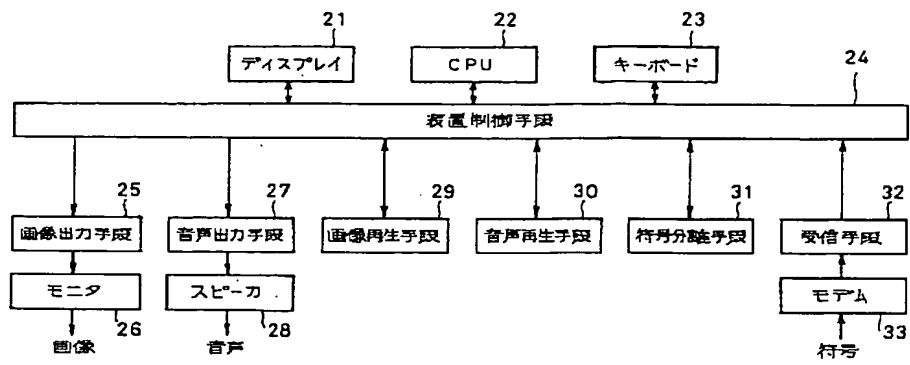 21
22
23
24
ディスプレイ
CPU
キーボード
装置制御手段
25
27
29
30
31
32
画像出力手段
音声出力手段
画像再生手段
音声再生手段
符号分離手段
受信手段
モニタ
スピーカ
モデム
26
28
33
画像
音声
符号